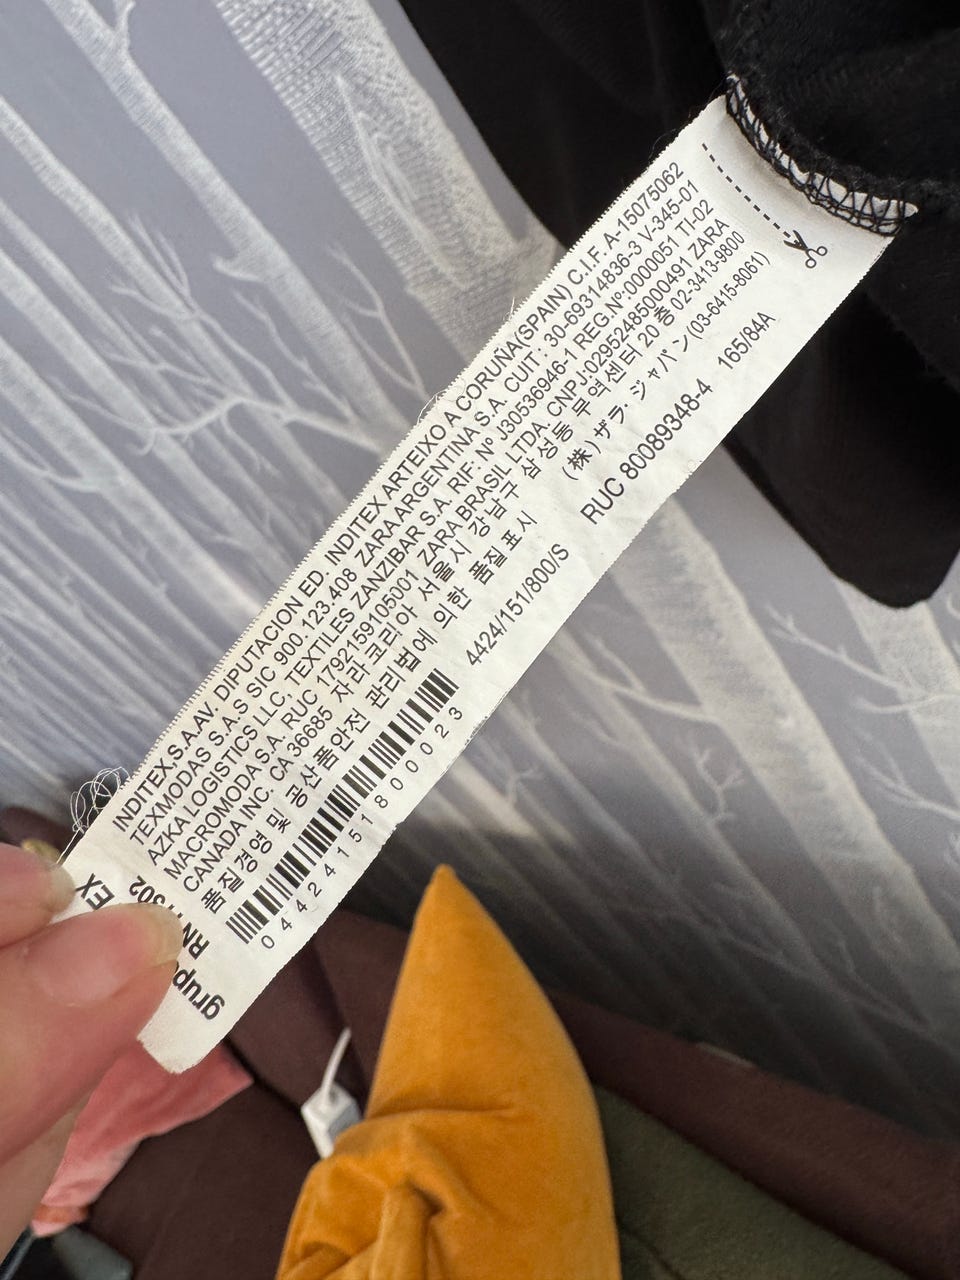 INDITEX.S.A.AV. DIPUTACION ED. INDITEX ARTEIXO A CORUÑA(SPAIN) C.I.F. A-15075062
TEXMODAS S.A.S SIC 900.123.408 ZARA ARGENTINA S.A. CUIT: 30-69314836-3 V-345-01
AZKA LOGISTICS LLC, TEXTILES ZANZIBAR S.A. RIF: Nº J30536946-1 REG.Nº0000051 TI-02
MACROMODA S.A. RUC 1792159105001 ZARA BRASIL LTDA, CNPJ:02952485000491 ZARA
CANADA INC. CA 36685 자라 코리아 서울시 강남구 삼성동 무역센터 20 층 02-3413-9800
품질경영 및 공산품안전 관리법에 의한 품질표시 (株) ザラ・ジャパン(03-6415-8061)
4424/151/800/S RUC 80089348-4 165/84A
04424151800023
grupo EX
RN